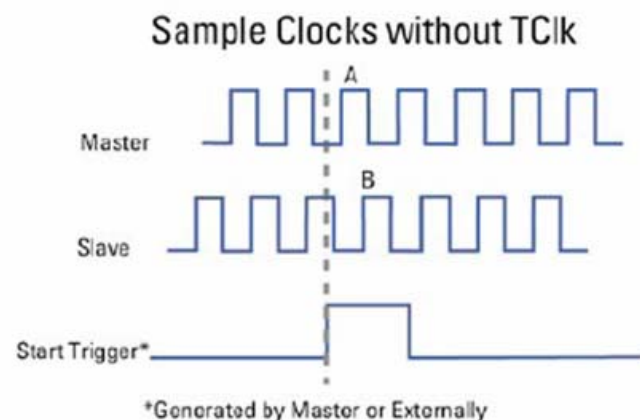 Sample Clocks without TClk
A
Master
B
Slave
Start Trigger*
*Generated by Master or Externally